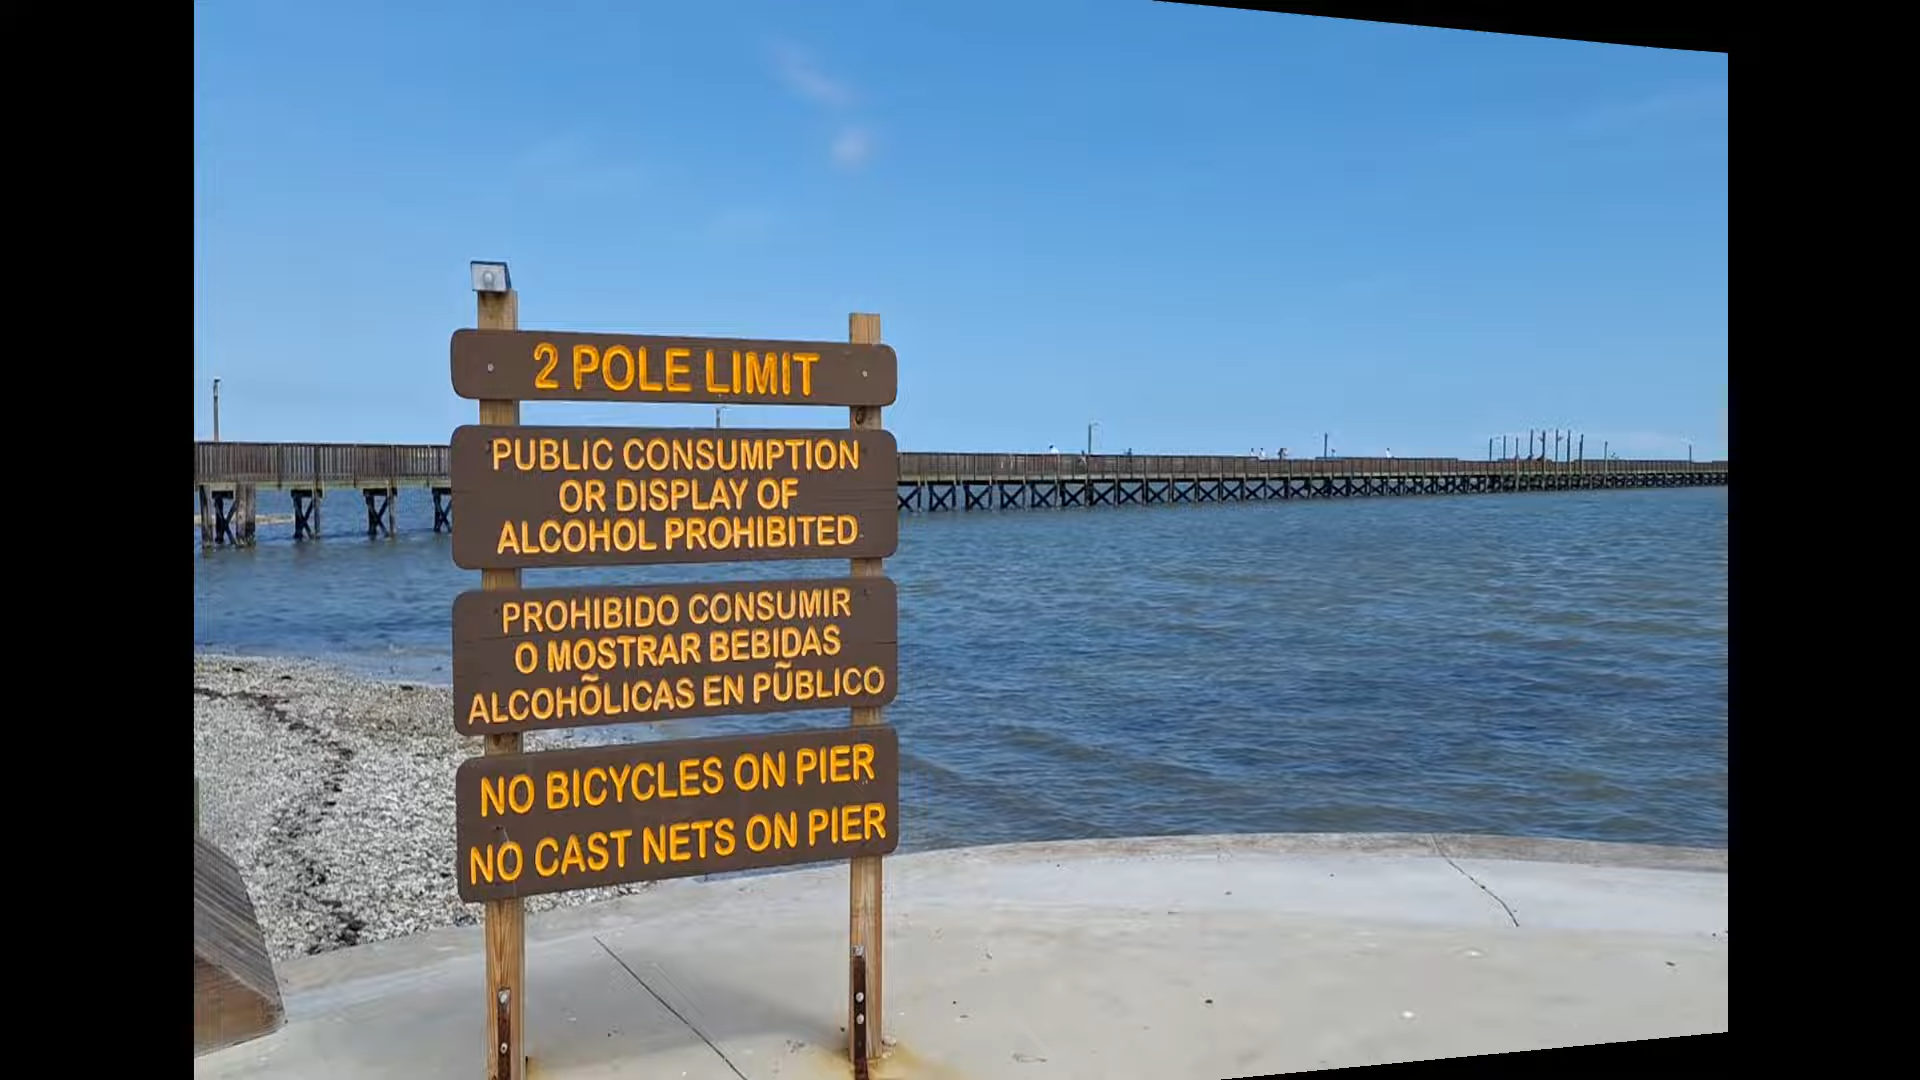 2 POLE LIMIT
PUBLIC CONSUMPTION
OR DISPLAY OF
ALCOHOL PROHIBITED
PROHIBIDO CONSUMIR
O MOSTRAR BEBIDAS
ALCOHÕLICAS EN PŨBLICO
NO BICYCLES ON PIER
NO CAST NETS ON PIER